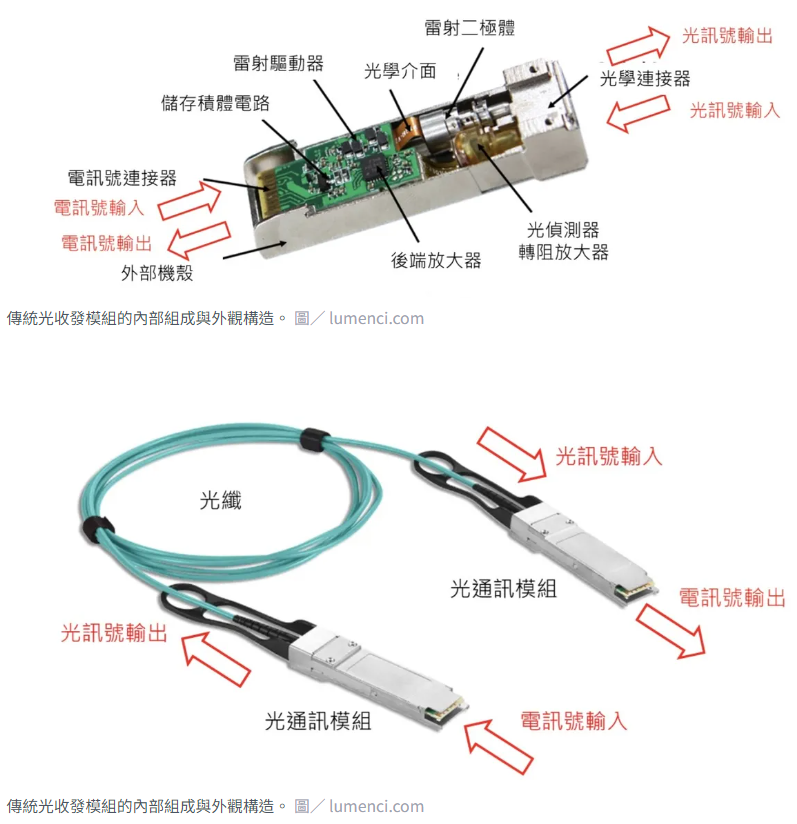 雷射二極體
光訊號輸出
雷射驅動器
光學介面
光學連接器
儲存積體電路
光訊號輸入
電訊號連接器
電訊號輸入
光偵測器
轉阻放大器
電訊號輸出
後端放大器
外部機殼
傳統光收發模組的內部組成與外觀構造。 圖／lumenci.com
光訊號輸入
光纖
光通訊模組
電訊號輸出
光訊號輸出
光通訊模組
電訊號輸入
傳統光收發模組的內部組成與外觀構造。 圖／lumenci.com